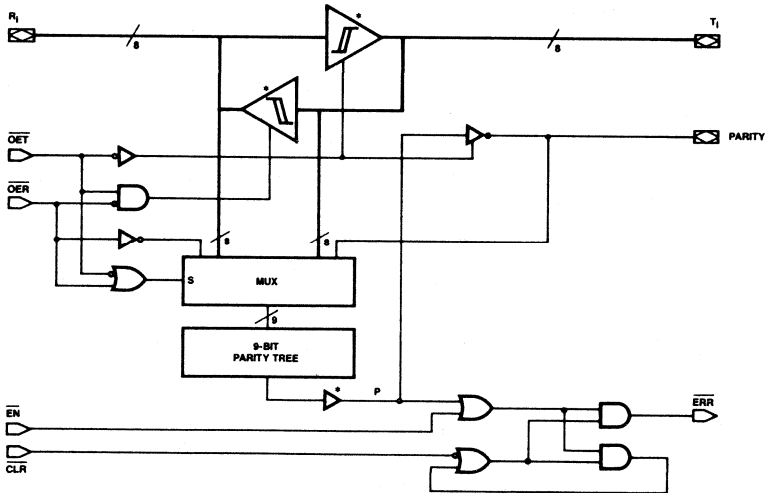 Ri
Ti
*
8
8
*
OET
PARITY
OER
8
8
S
MUX
9
9-BIT
PARITY TREE
*
P
EN
ERR
CLR